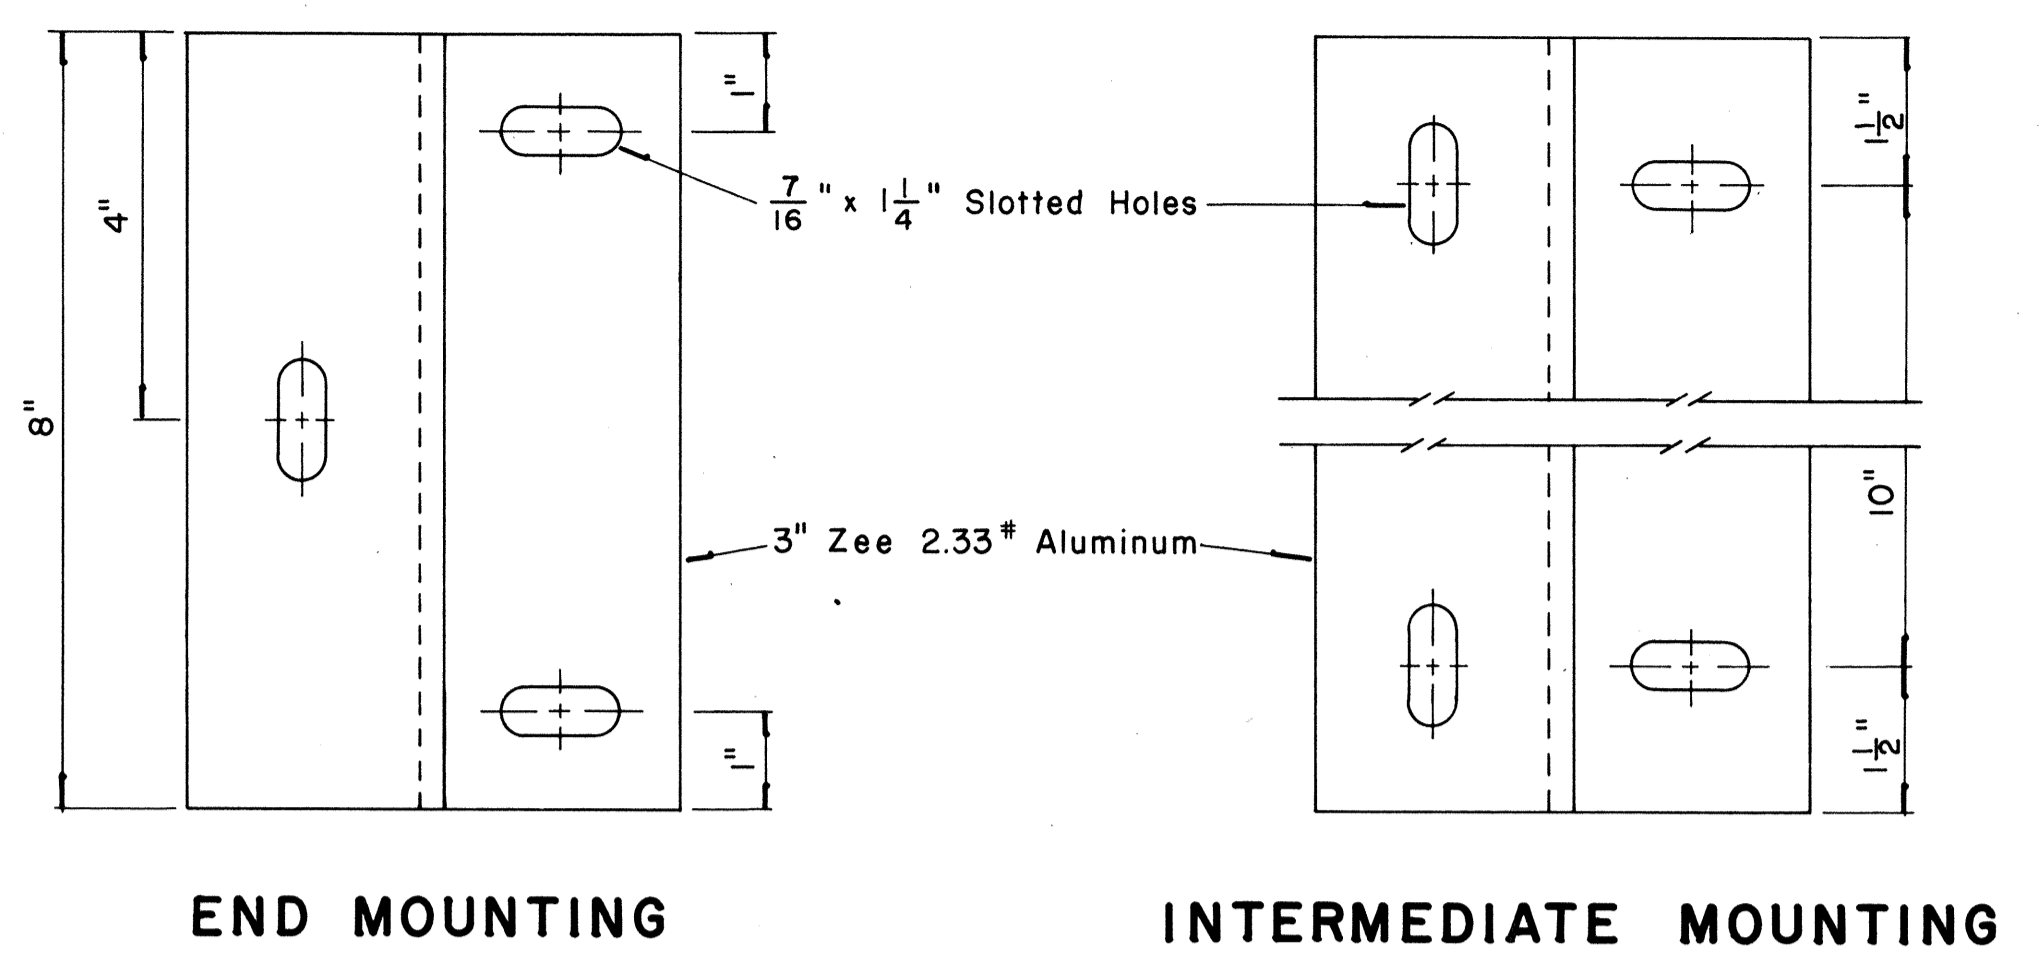 8"
4"
1"
7/16" x 1 1/4" Slotted Holes
1 1/2"
3" Zee 2.33# Aluminum
10"
1"
1 1/2"
END MOUNTING
INTERMEDIATE MOUNTING